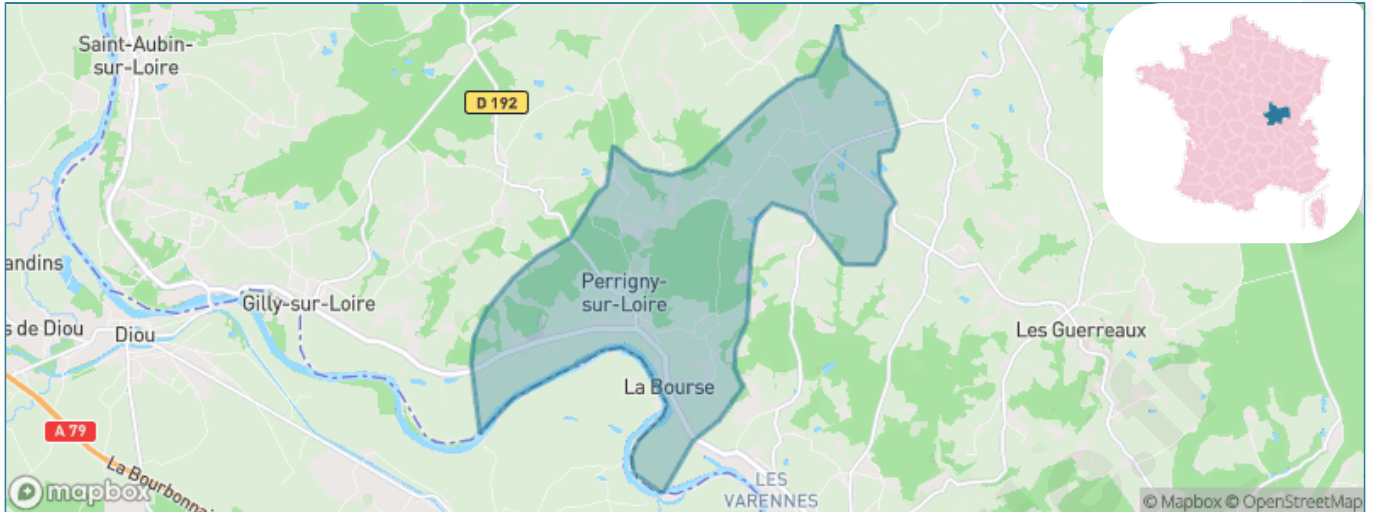 Saint-Aubin-
sur-Loire
D 192
andins
Gilly-sur-Loire
Perrigny-
sur-Loire
s de Diou
Diou
Les Guerreaux
La Bourse
A 79
La Bourbonnai
LES
VARENNES
mapbox
© Mapbox © OpenStreetMap